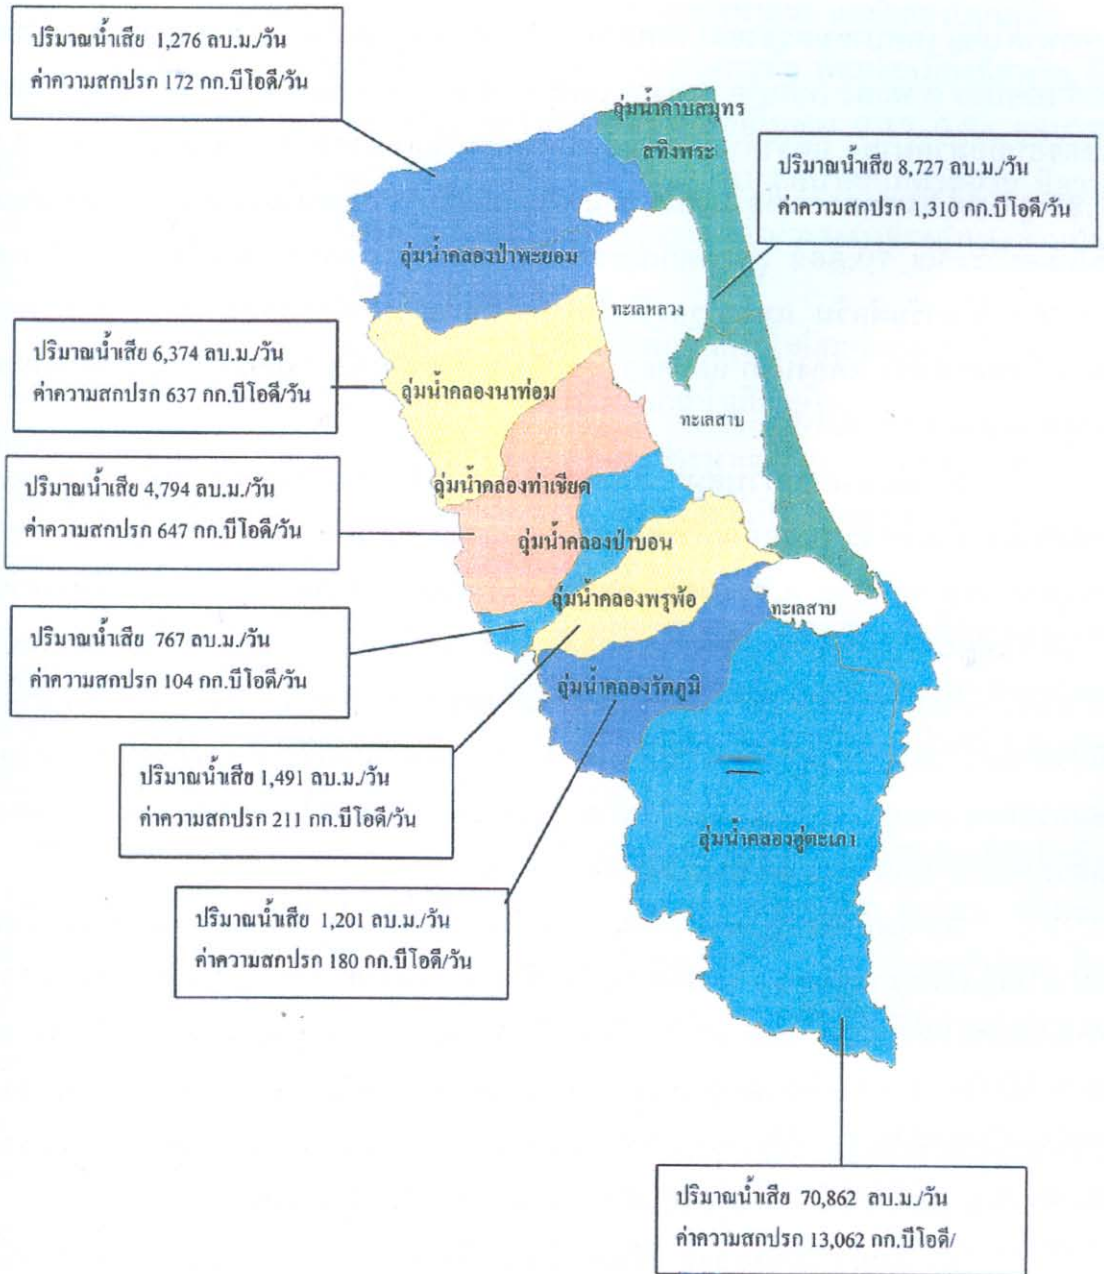 ปริมาณน้ำเสีย 1,276 ลบ.ม./วัน
ค่าความสกปรก 172 กก.บีโอดี/วัน
ลุ่มน้ำคาบสมุทร
สทิงพระ
ปริมาณน้ำเสีย 8,727 ลบ.ม./วัน
ค่าความสกปรก 1,310 กก.บีโอดี/วัน
ลุ่มน้ำคลองป่าพะยอม
ทะเลหลวง
ปริมาณน้ำเสีย 6,374 ลบ.ม./วัน
ค่าความสกปรก 637 กก.บีโอดี/วัน
ลุ่มน้ำคลองนาท่อม
ทะเลสาบ
ปริมาณน้ำเสีย 4,794 ลบ.ม./วัน
ค่าความสกปรก 647 กก.บีโอดี/วัน
ลุ่มน้ำคลองท่าเชียด
ลุ่มน้ำคลองป่าบอน
ลุ่มน้ำคลองพรุพ้อ
ทะเลสาบ
ปริมาณน้ำเสีย 767 ลบ.ม./วัน
ค่าความสกปรก 104 กก.บีโอดี/วัน
ลุ่มน้ำคลองรัตภูมิ
ปริมาณน้ำเสีย 1,491 ลบ.ม./วัน
ค่าความสกปรก 211 กก.บีโอดี/วัน
ลุ่มน้ำคลองอู่ตะเภา
ปริมาณน้ำเสีย 1,201 ลบ.ม./วัน
ค่าความสกปรก 180 กก.บีโอดี/วัน
ปริมาณน้ำเสีย 70,862 ลบ.ม./วัน
ค่าความสกปรก 13,062 กก.บีโอดี/